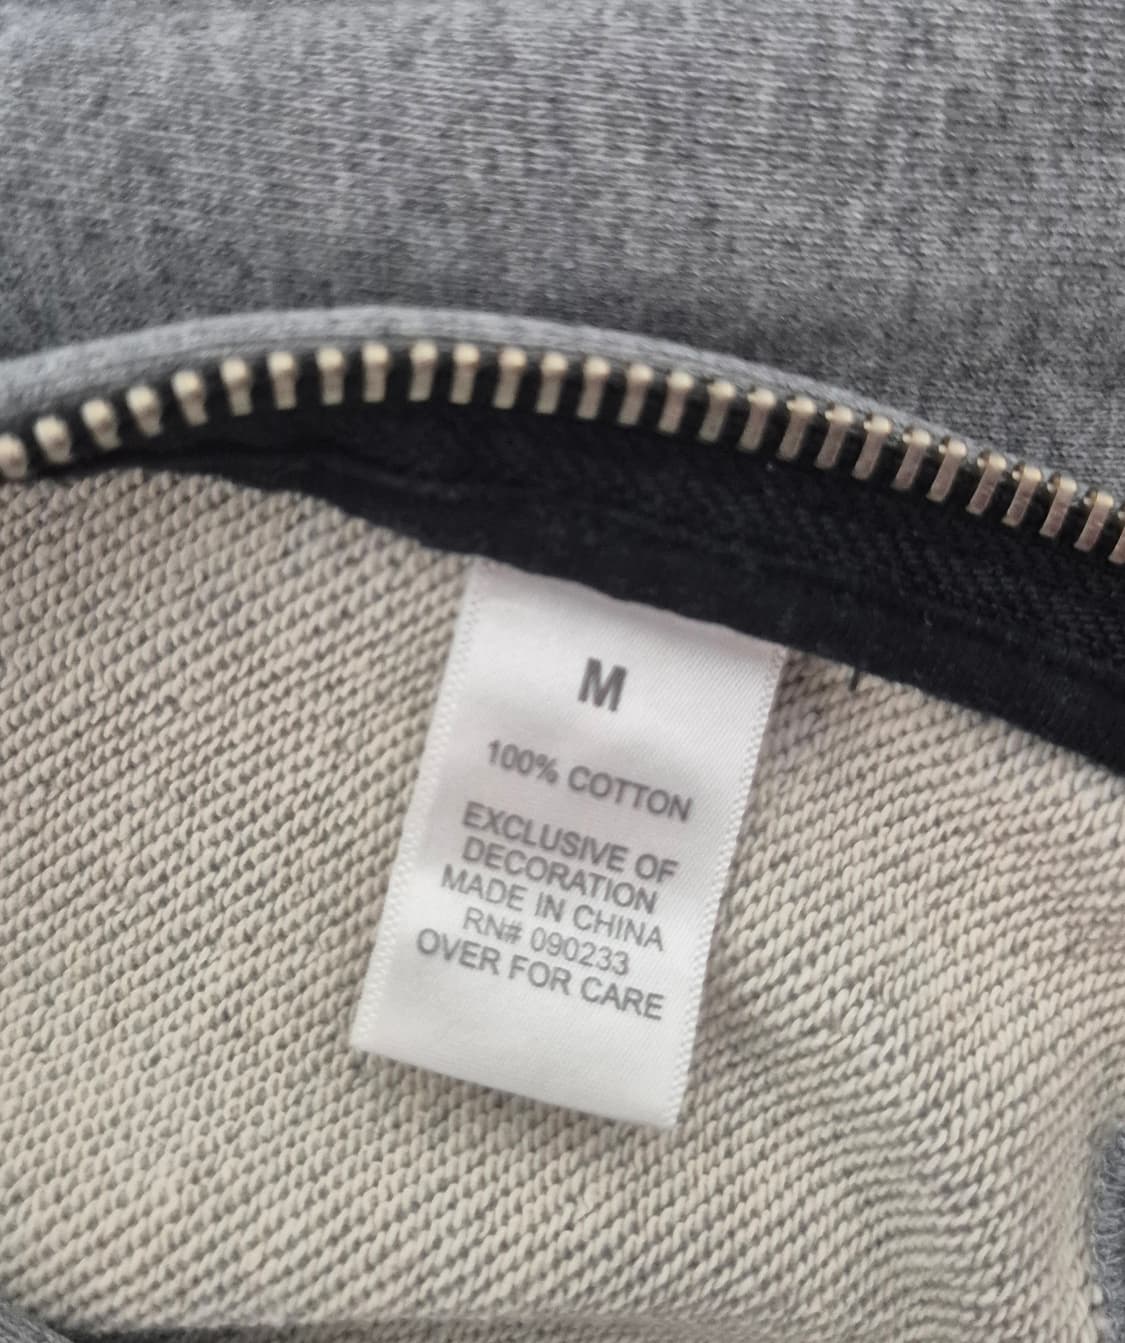 M
100% COTTON
EXCLUSIVE OF
DECORATION
MADE IN CHINA
RN# 090233
OVER FOR CARE